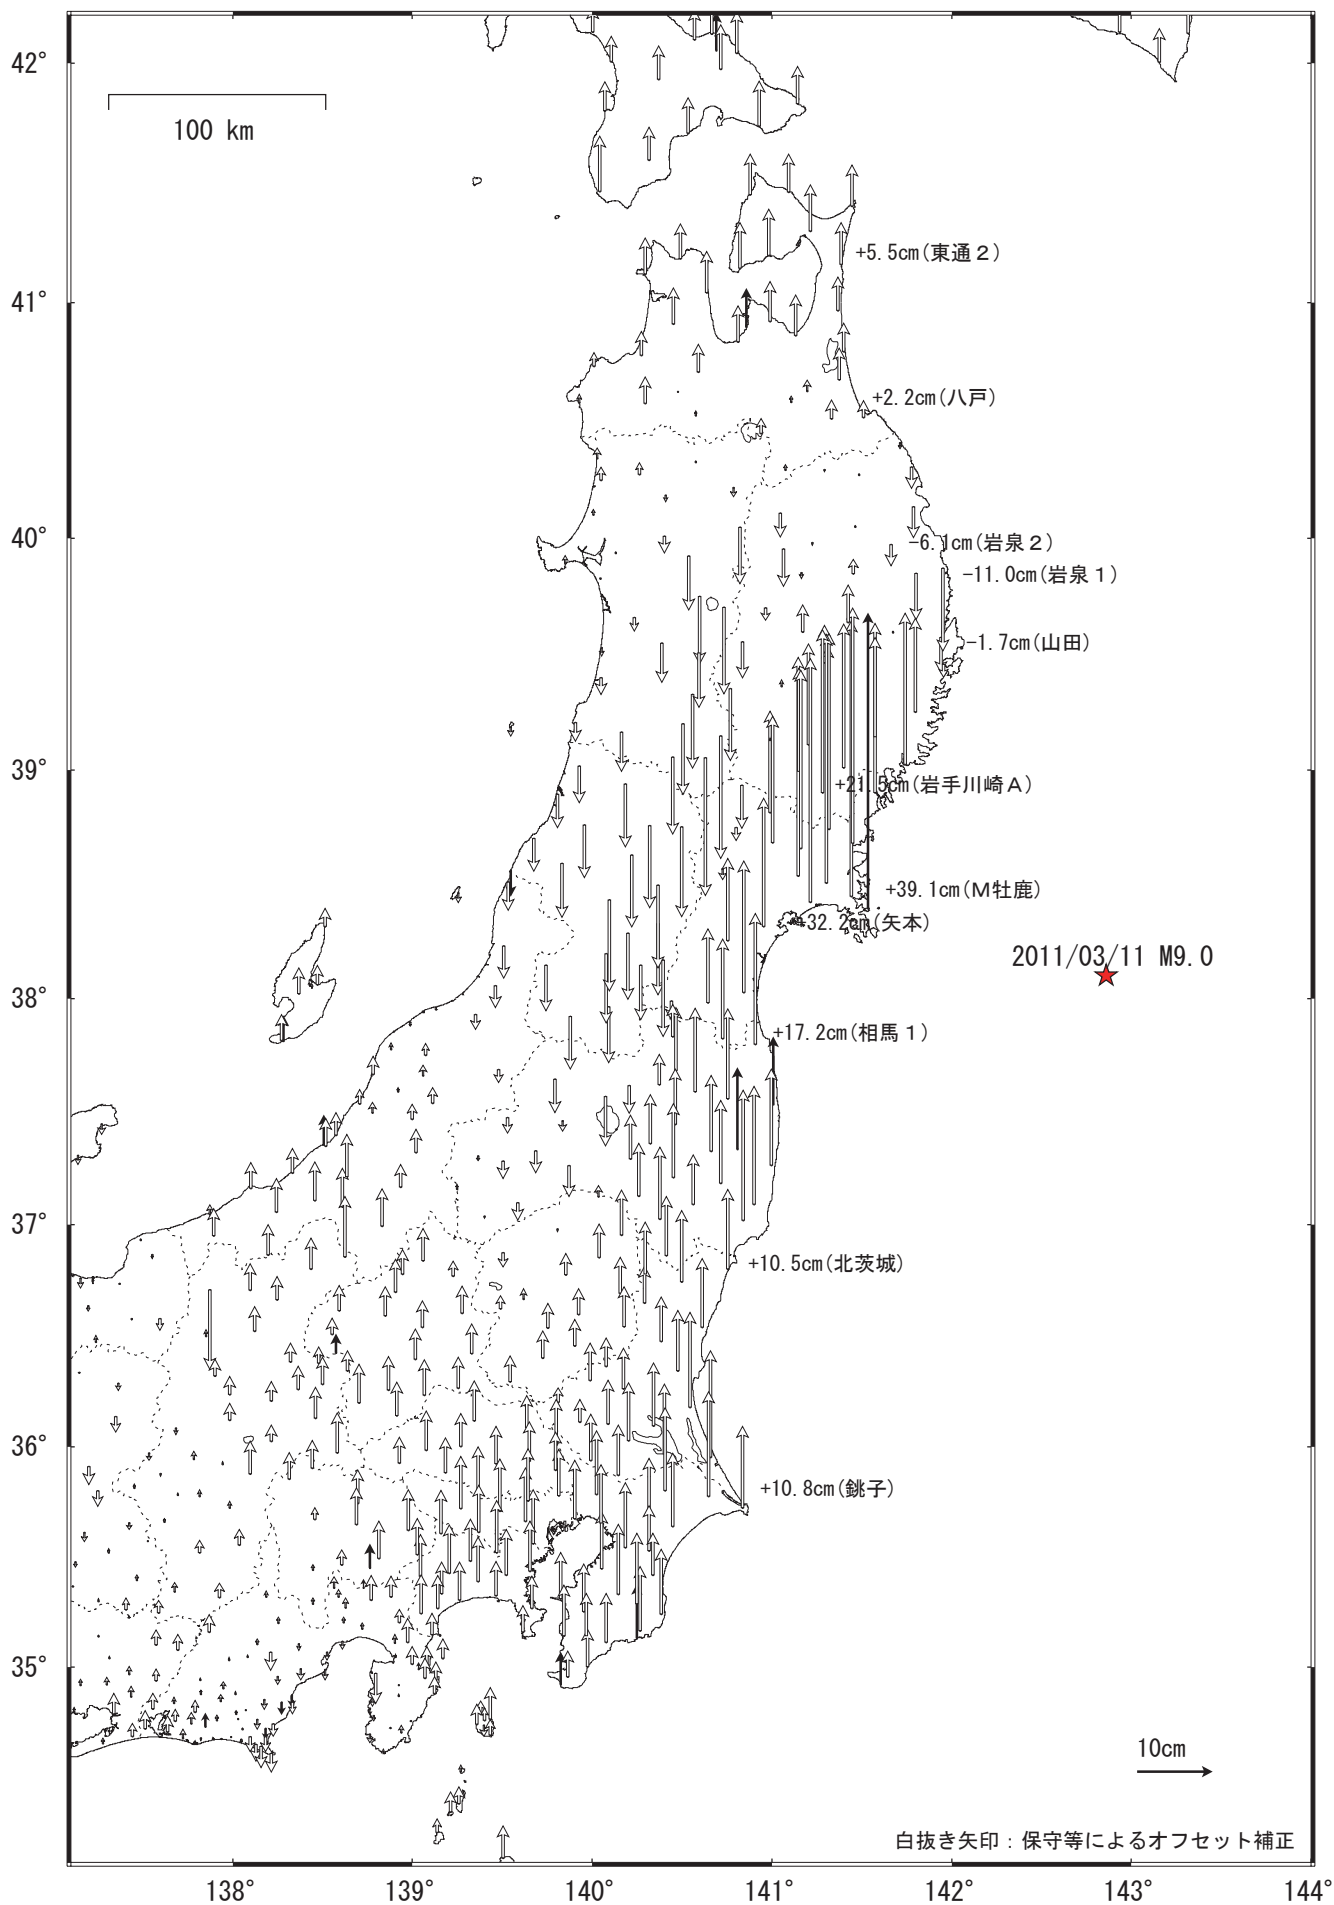 42°
100 km
+5.5cm(東通２)
41°
+2.2cm(八戸)
40°
-6.1cm(岩泉２)
-11.0cm(岩泉１)
-1.7cm(山田)
39°
+21.5cm(岩手川崎Ａ)
+39.1cm(Ｍ牡鹿)
+32.2cm(矢本)
2011/03/11 M9.0
38°
+17.2cm(相馬１)
37°
+10.5cm(北茨城)
36°
+10.8cm(銚子)
35°
10cm
白抜き矢印：保守等によるオフセット補正
138° 139° 140° 141° 142° 143° 144°